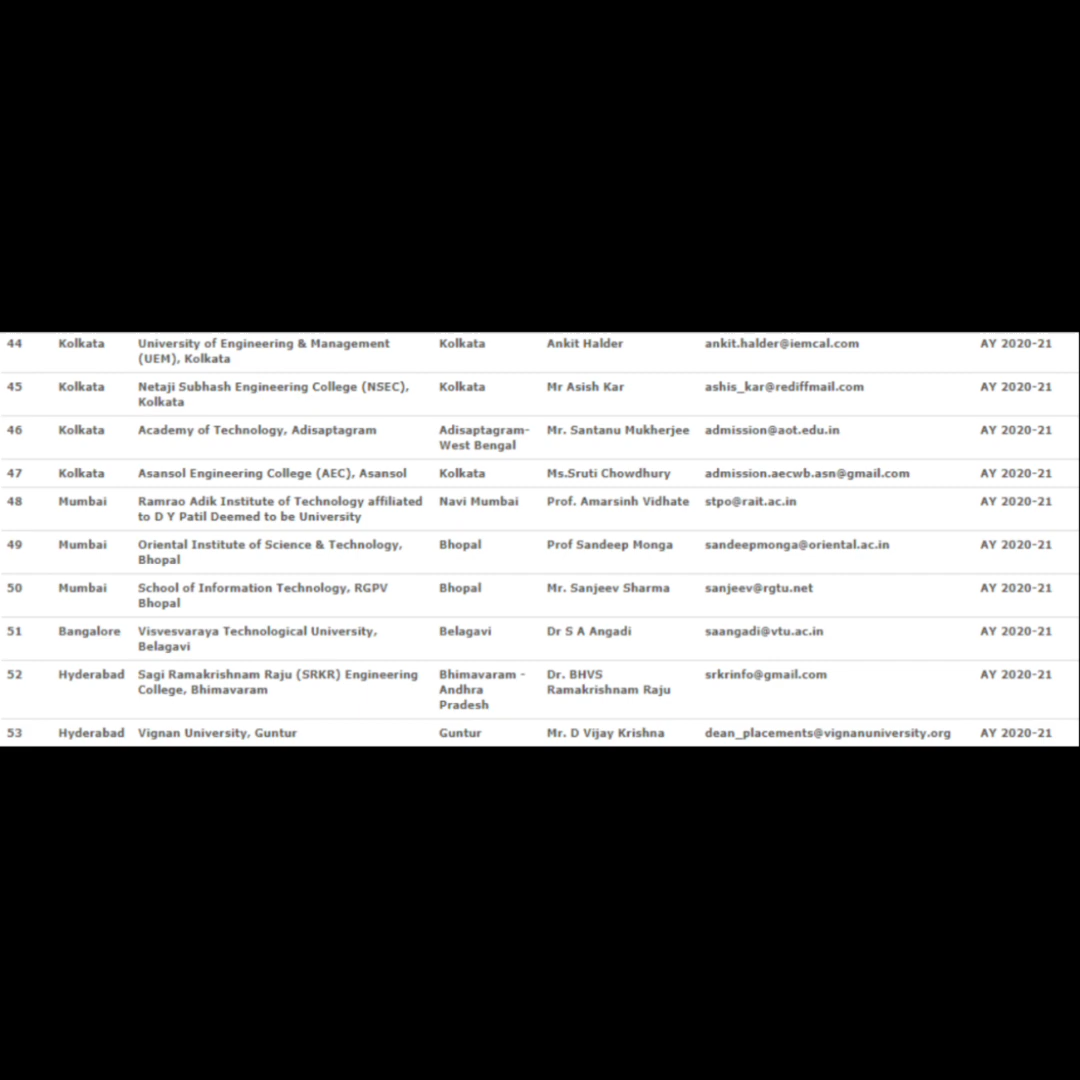 44 Kolkata University of Engineering & Management (UEM), Kolkata Kolkata Ankit Halder ankit.halder@iemcal.com AY 2020-21
45 Kolkata Netaji Subhash Engineering College (NSEC), Kolkata Kolkata Mr Asish Kar ashis_kar@rediffmail.com AY 2020-21
46 Kolkata Academy of Technology, Adisaptagram Adisaptagram- West Bengal Mr. Santanu Mukherjee admission@aot.edu.in AY 2020-21
47 Kolkata Asansol Engineering College (AEC), Asansol Kolkata Ms.Sruti Chowdhury admission.aecwb.asn@gmail.com AY 2020-21
48 Mumbai Ramrao Adik Institute of Technology affiliated to D Y Patil Deemed to be University Navi Mumbai Prof. Amarsinh Vidhate stpo@rait.ac.in AY 2020-21
49 Mumbai Oriental Institute of Science & Technology, Bhopal Bhopal Prof Sandeep Monga sandeepmonga@oriental.ac.in AY 2020-21
50 Mumbai School of Information Technology, RGPV Bhopal Bhopal Mr. Sanjeev Sharma sanjeev@rgtu.net AY 2020-21
51 Bangalore Visvesvaraya Technological University, Belagavi Belagavi Dr S A Angadi saangadi@vtu.ac.in AY 2020-21
52 Hyderabad Sagi Ramakrishnam Raju (SRKR) Engineering College, Bhimavaram Bhimavaram - Andhra Pradesh Dr. BHVS Ramakrishnam Raju srkrinfo@gmail.com AY 2020-21
53 Hyderabad Vignan University, Guntur Guntur Mr. D Vijay Krishna dean_placements@vignanuniversity.org AY 2020-21